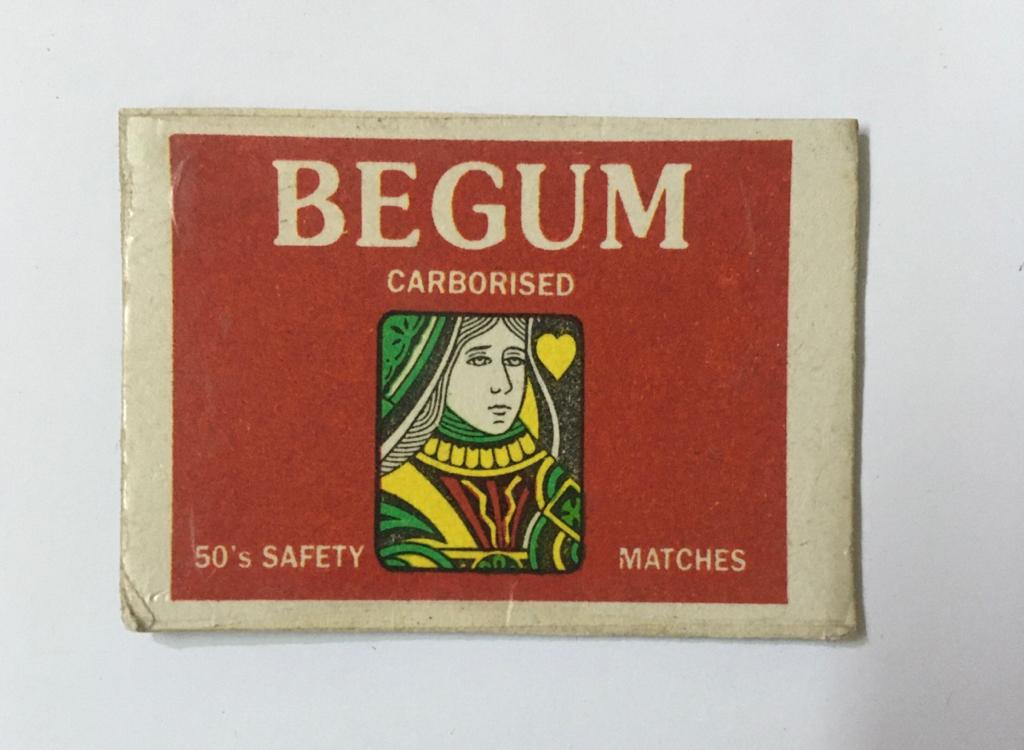 BEGUM
CARBORISED
50's SAFETY MATCHES